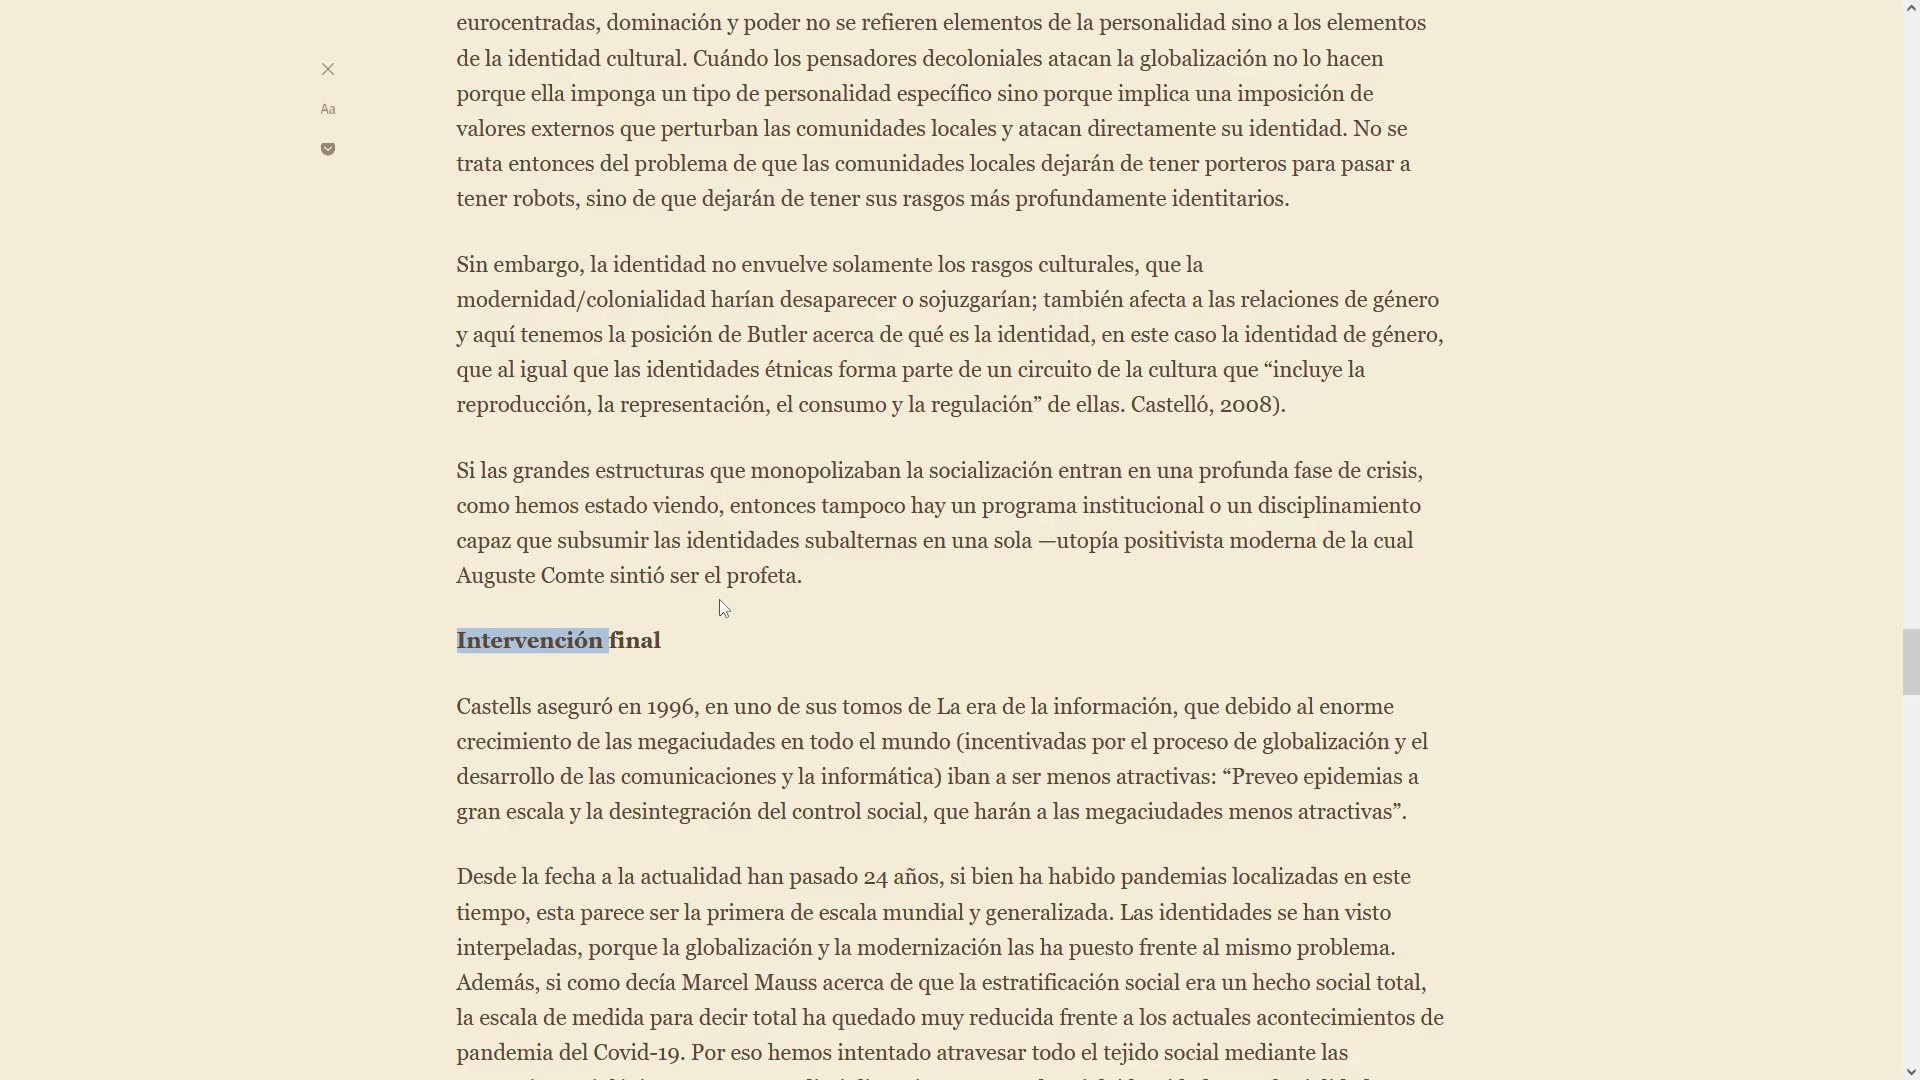 eurocentradas, dominación y poder no se refieren elementos de la personalidad sino a los elementos
de la identidad cultural. Cuándo los pensadores decoloniales atacan la globalización no lo hacen
porque ella imponga un tipo de personalidad específico sino porque implica una imposición de
valores externos que perturban las comunidades locales y atacan directamente su identidad. No se
trata entonces del problema de que las comunidades locales dejarán de tener porteros para pasar a
tener robots, sino de que dejarán de tener sus rasgos más profundamente identitarios.
Aa
Sin embargo, la identidad no envuelve solamente los rasgos culturales, que la
modernidad/colonialidad harían desaparecer o sojuzgarían; también afecta a las relaciones de género
y aquí tenemos la posición de Butler acerca de qué es la identidad, en este caso la identidad de género,
que al igual que las identidades étnicas forma parte de un circuito de la cultura que “incluye la
reproducción, la representación, el consumo y la regulación” de ellas. Castelló, 2008).
Si las grandes estructuras que monopolizaban la socialización entran en una profunda fase de crisis,
como hemos estado viendo, entonces tampoco hay un programa institucional o un disciplinamiento
capaz que subsumir las identidades subalternas en una sola —utopía positivista moderna de la cual
Auguste Comte sintió ser el profeta.
Intervención final
Castells aseguró en 1996, en uno de sus tomos de La era de la información, que debido al enorme
crecimiento de las megaciudades en todo el mundo (incentivadas por el proceso de globalización y el
desarrollo de las comunicaciones y la informática) iban a ser menos atractivas: “Preveo epidemias a
gran escala y la desintegración del control social, que harán a las megaciudades menos atractivas”.
Desde la fecha a la actualidad han pasado 24 años, si bien ha habido pandemias localizadas en este
tiempo, esta parece ser la primera de escala mundial y generalizada. Las identidades se han visto
interpeladas, porque la globalización y la modernización las ha puesto frente al mismo problema.
Además, si como decía Marcel Mauss acerca de que la estratificación social era un hecho social total,
la escala de medida para decir total ha quedado muy reducida frente a los actuales acontecimientos de
pandemia del Covid-19. Por eso hemos intentado atravesar todo el tejido social mediante las